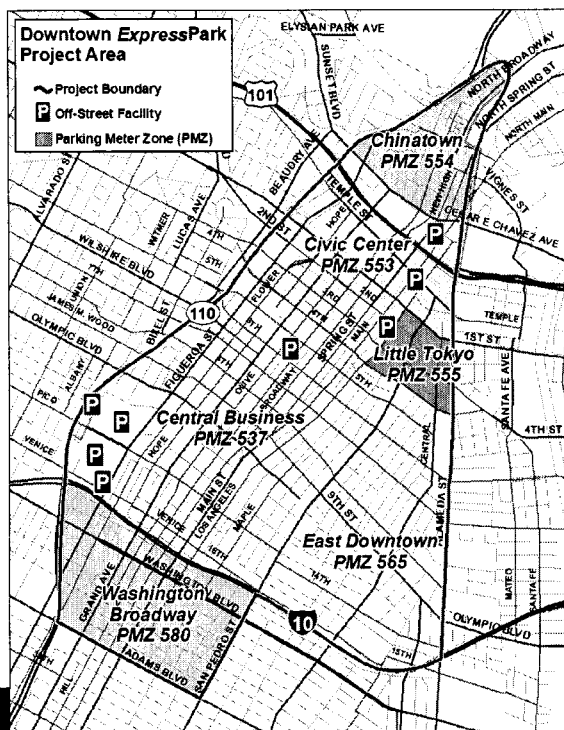 Downtown ExpressPark
Project Area
Project Boundary
P Off-Street Facility
Parking Meter Zone (PMZ)
ELYSIAN PARK AVE
SUNSET BLVD
NORTH BROADWAY
NORTH SPRING ST
NORTH MAIN
101
Chinatown
PMZ 554
NEW HIGH
VIGNES ST
CESAR E CHAVEZ AVE
ALVARADO ST
BEAUDRY AVE
TEMPLE ST
HOPE
LUCAS AVE
WITMER
2ND ST
4TH
5TH
Civic Center
PMZ 553
P
P
WILSHIRE BLVD
UNION
7TH
JAMES M. WOOD
OLYMPIC BLVD
BIXEL ST
110
FLOWER
3RD
2ND
4TH
SPRING ST
MAIN
P
TEMPLE
1ST ST
Little Tokyo
PMZ 555
SANTA FE AVE
FIGUEROA ST
OLIVE
BROADWAY
5TH
P
ALBANY
PICO
P
P
P
P
VENICE
Central Business
PMZ 537
HOPE
MAIN ST
LOS ANGELES
MAPLE
VENICE
16TH
CENTRAL
4TH ST
9TH ST
ALAMEDA ST
East Downtown
PMZ 565
14TH
15TH
MATEO
SANTA FE
OLYMPIC BLVD
GRAND AVE
WASHINGTON BLVD
Washington
Broadway
PMZ 580
10
ADAMS BLVD
SAN PEDRO ST
HILL